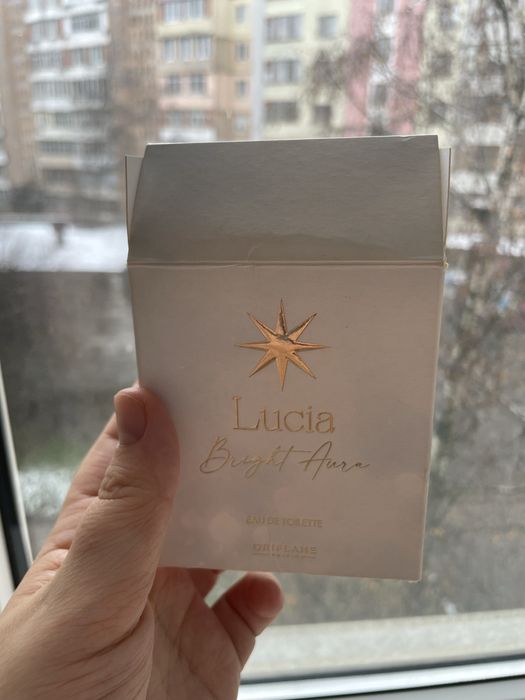 Lucia
Bright Aura
EAU DE TOILETTE
ORIFLAME